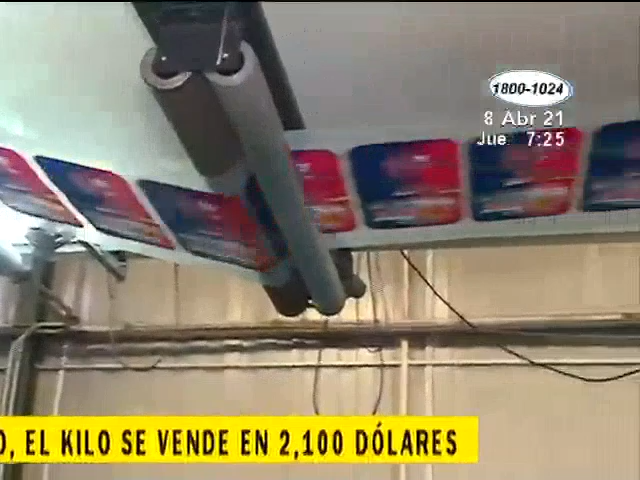 1800-1024
8 Abr 21
Jue 7:25
O, EL KILO SE VENDE EN 2,100 DÓLARES